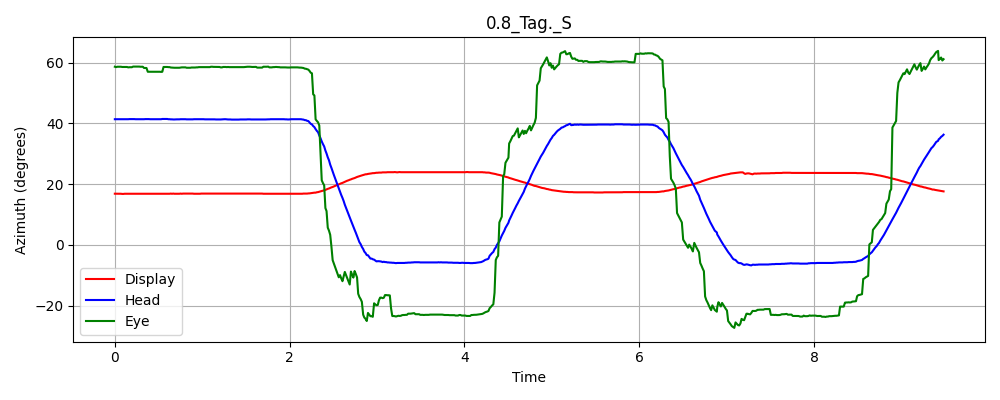 0.8_Tag._S
Azimuth (degrees)
60
40
20
0
−20
Display
Head
Eye
0 2 4 6 8
Time